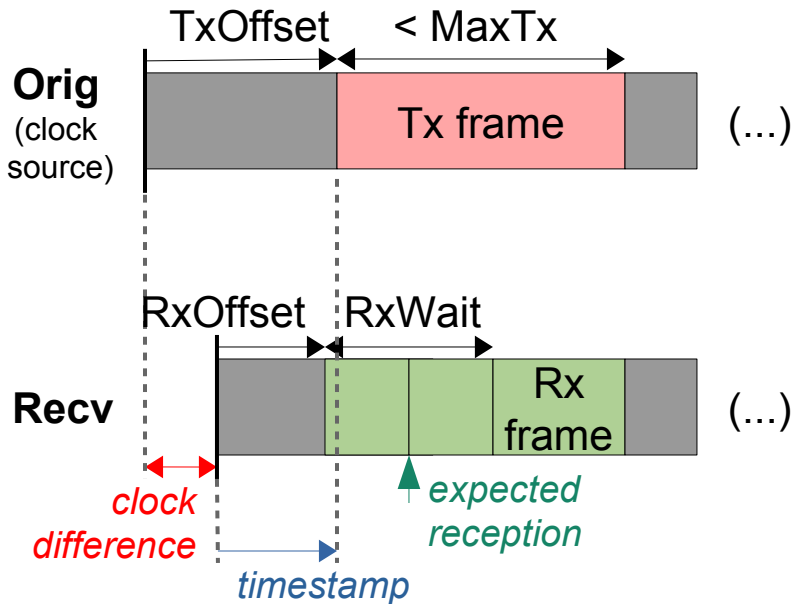 TxOffset
< MaxTx
Orig
(clock
source)
Tx frame
(...)
RxOffset
RxWait
Recv
Rx
frame
(...)
clock
difference
expected
reception
timestamp